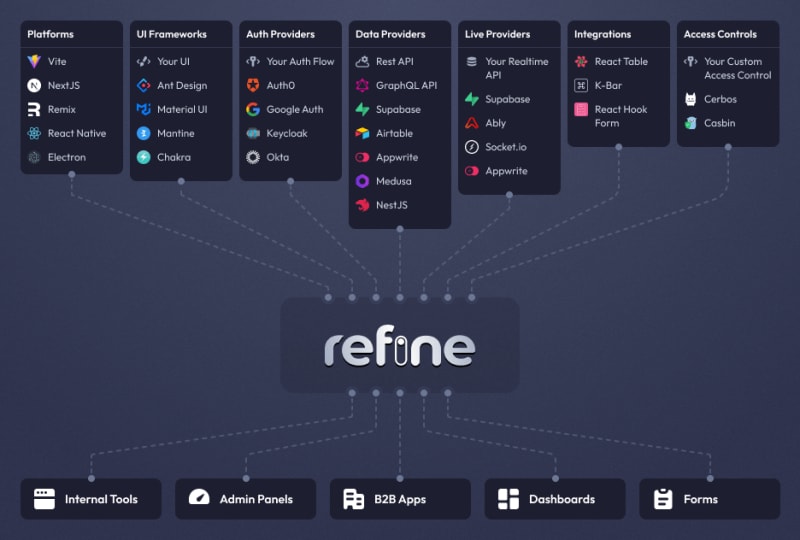 Platforms
Vite
NextJS
Remix
React Native
Electron
UI Frameworks
Your UI
Ant Design
Material UI
Mantine
Chakra
Auth Providers
Your Auth Flow
Auth0
Google Auth
Keycloak
Okta
Data Providers
Rest API
GraphQL API
Supabase
Airtable
Appwrite
Medusa
NestJS
Live Providers
Your Realtime
API
Supabase
Ably
Socket.io
Appwrite
Integrations
React Table
K-Bar
React Hook
Form
Access Controls
Your Custom
Access Control
Cerbos
Casbin
refine
Internal Tools
Admin Panels
B2B Apps
Dashboards
Forms